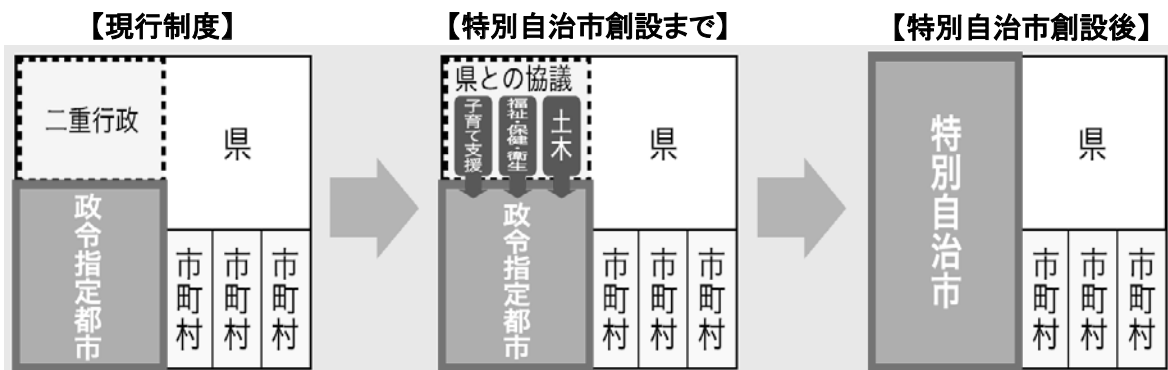 【現行制度】
二重行政
県
政令指定都市
市町村
市町村
市町村
【特別自治市創設まで】
県との協議
子育て支援
福祉・保健・衛生
土木
県
政令指定都市
市町村
市町村
市町村
【特別自治市創設後】
特別自治市
県
市町村
市町村
市町村